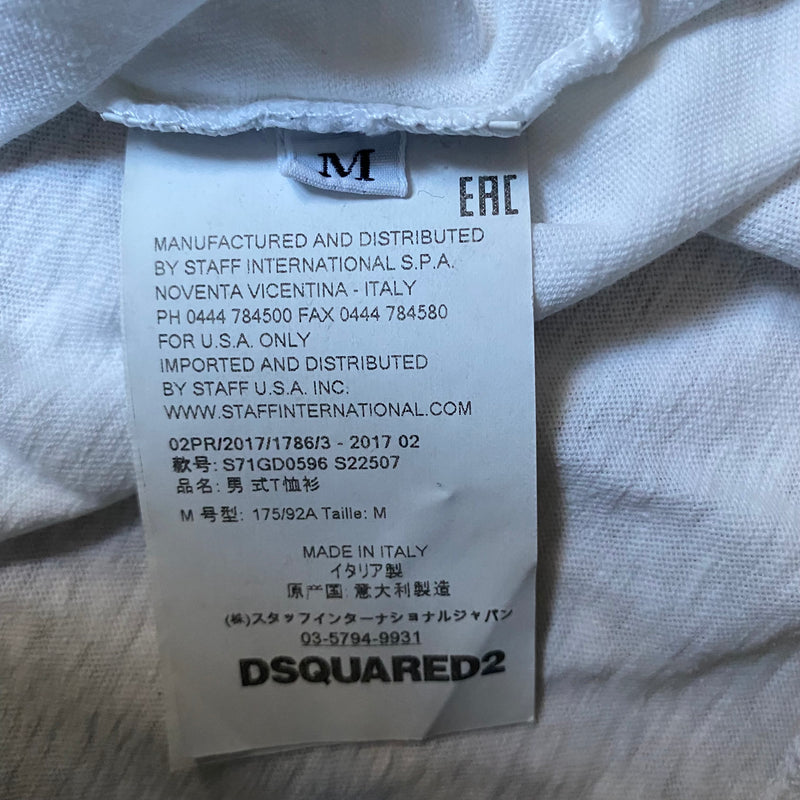 M
EAC
MANUFACTURED AND DISTRIBUTED
BY STAFF INTERNATIONAL S.P.A.
NOVENTA VICENTINA - ITALY
PH 0444 784500 FAX 0444 784580
FOR U.S.A. ONLY
IMPORTED AND DISTRIBUTED
BY STAFF U.S.A. INC.
WWW.STAFFINTERNATIONAL.COM
02PR/2017/1786/3 - 2017 02
款号: S71GD0596 S22507
品名: 男 式T恤衫
M 号型: 175/92A Taille: M
MADE IN ITALY
イタリア製
原产国: 意大利製造
(株)スタッフインターナショナルジャパン
03-5794-9931
DSQUARED2